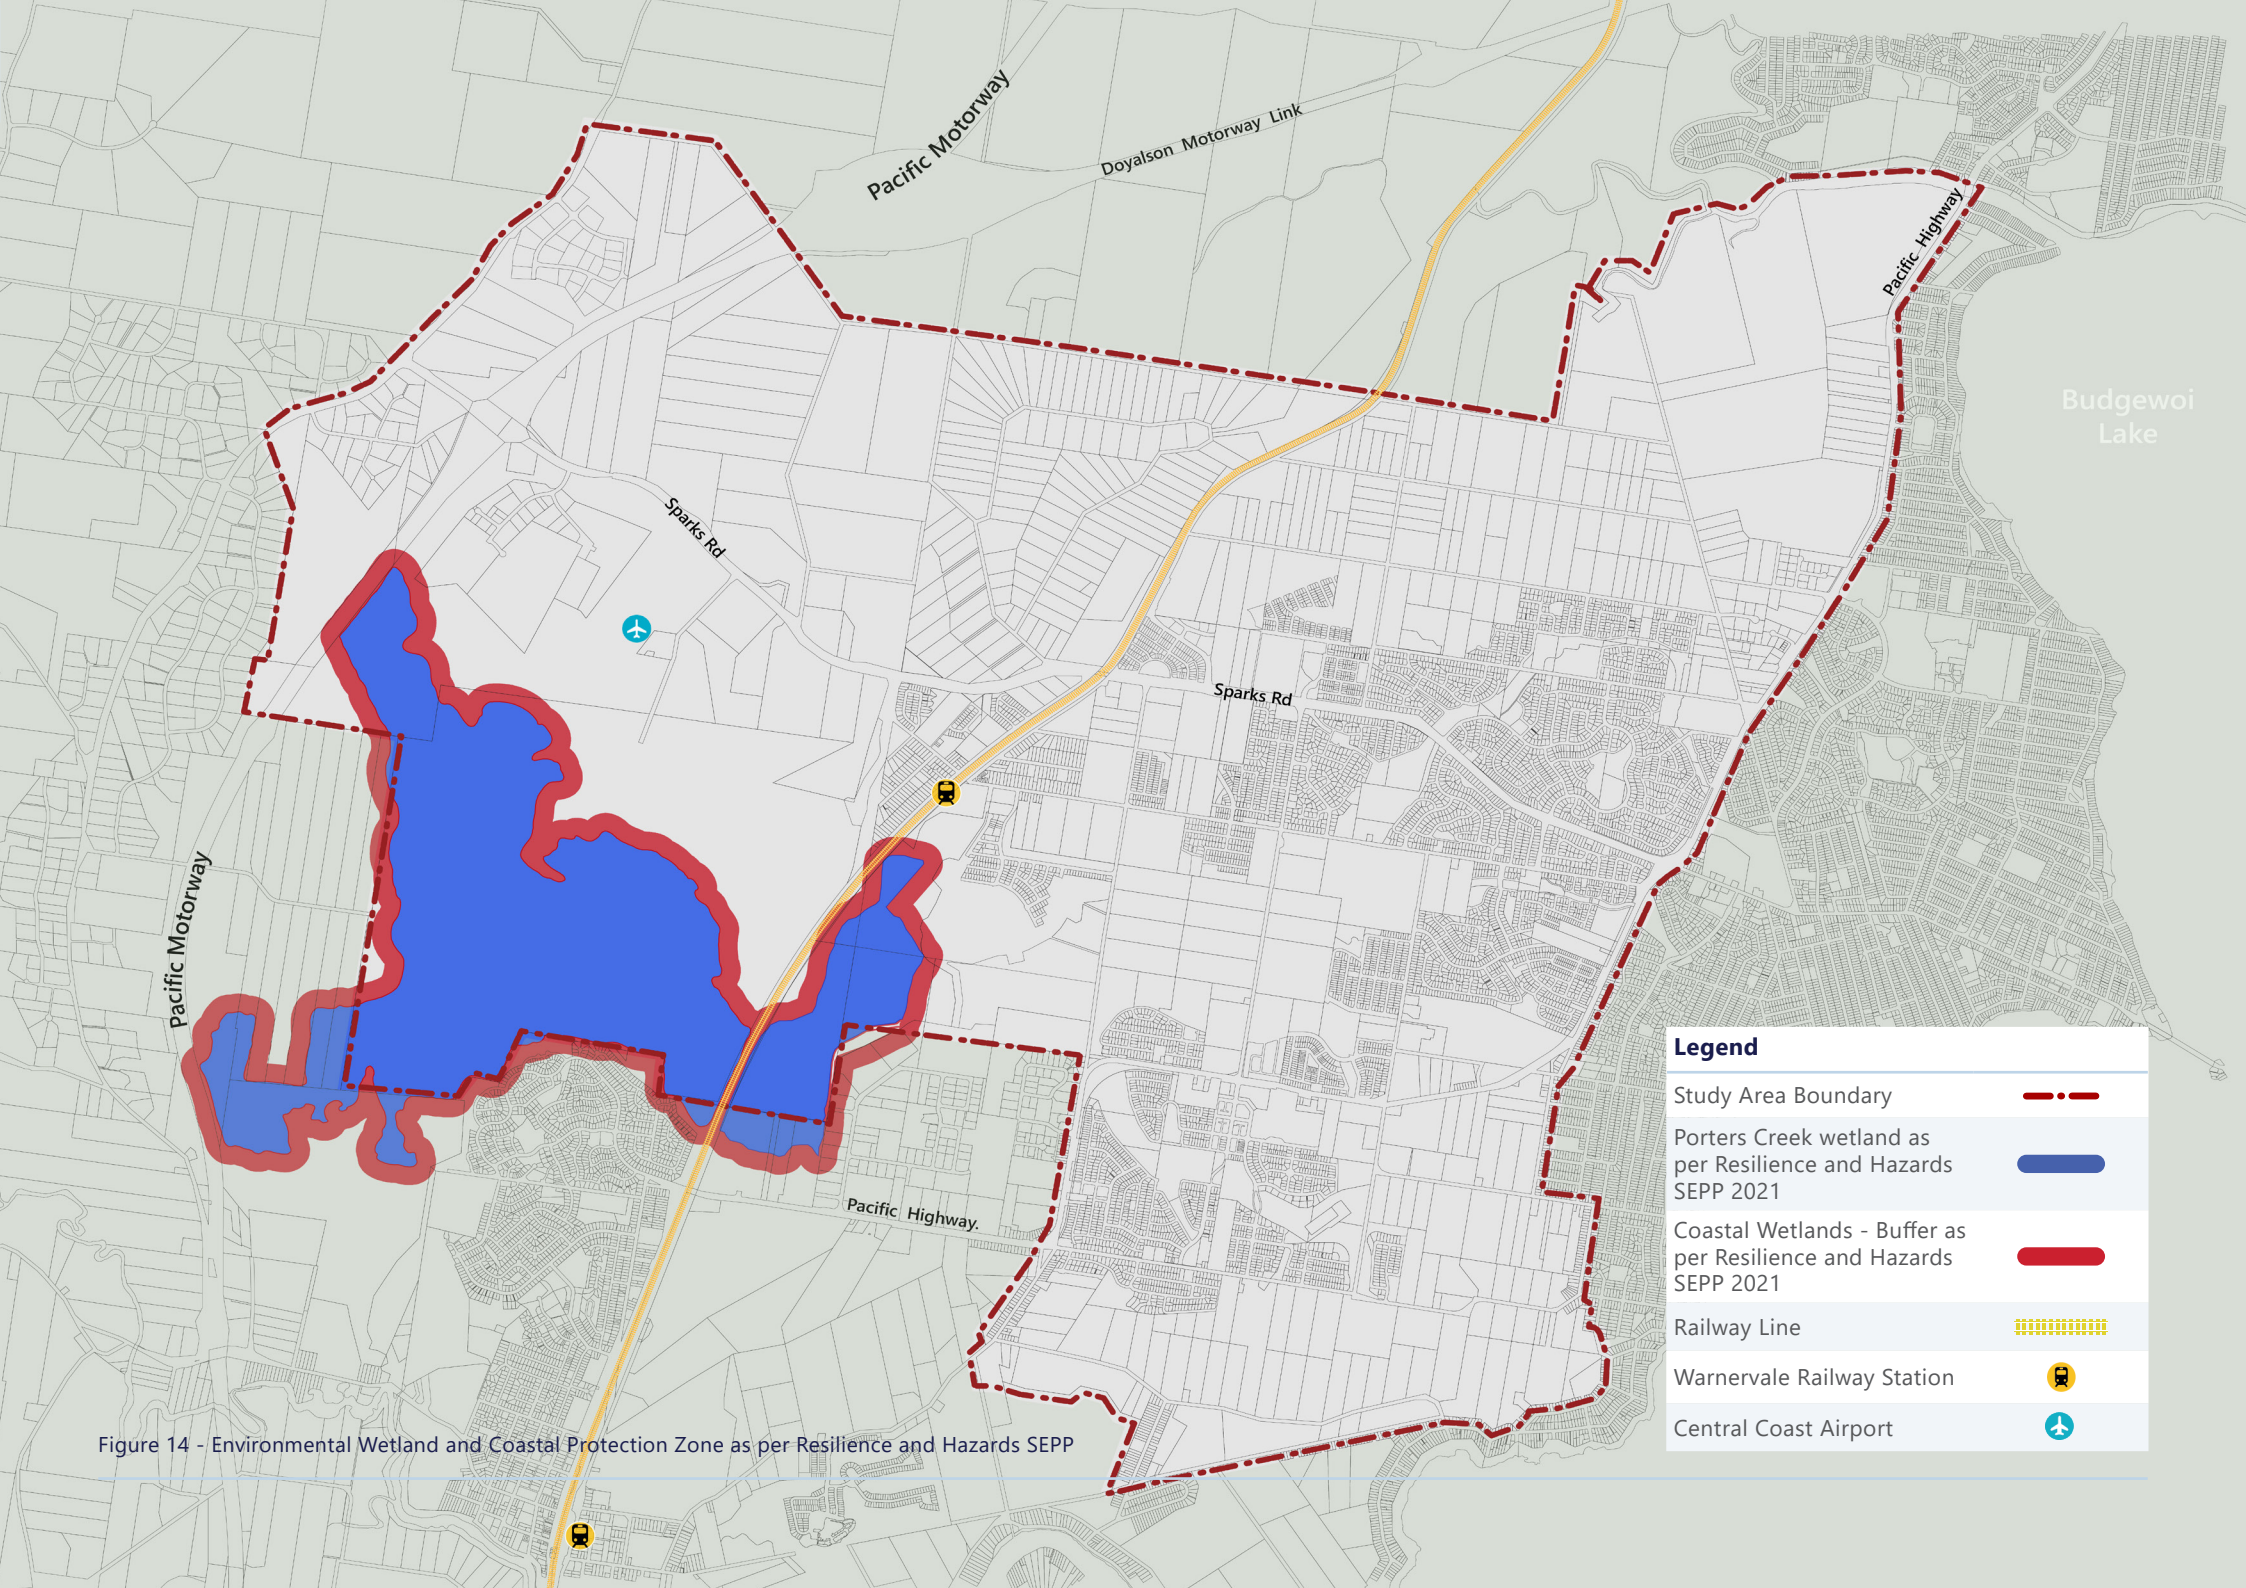 Pacific Motorway
Doyalson Motorway Link
Pacific Highway
Budgewoi
Lake
Sparks Rd
Sparks Rd
Pacific Motorway
Pacific Highway.
Legend
Study Area Boundary
Porters Creek wetland as
per Resilience and Hazards
SEPP 2021
Coastal Wetlands - Buffer as
per Resilience and Hazards
SEPP 2021
Railway Line
Warnervale Railway Station
Central Coast Airport
Figure 14 - Environmental Wetland and Coastal Protection Zone as per Resilience and Hazards SEPP